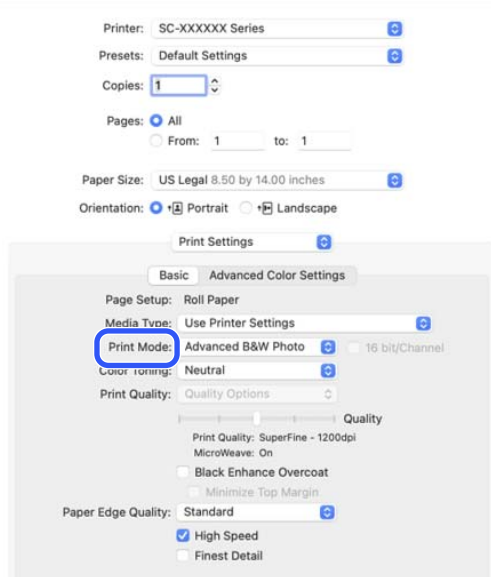 Printer: SC-XXXXXX Series
Presets: Default Settings
Copies: 1
Pages: All
From: 1 to: 1
Paper Size: US Legal 8.50 by 14.00 inches
Orientation: Portrait Landscape
Print Settings
Basic Advanced Color Settings
Page Setup: Roll Paper
Media Type: Use Printer Settings
Print Mode: Advanced B&W Photo 16 bit/Channel
Color Toning: Neutral
Print Quality: Quality Options
Quality
Print Quality: SuperFine - 1200dpi
MicroWeave: On
Black Enhance Overcoat
Minimize Top Margin
Paper Edge Quality: Standard
High Speed
Finest Detail